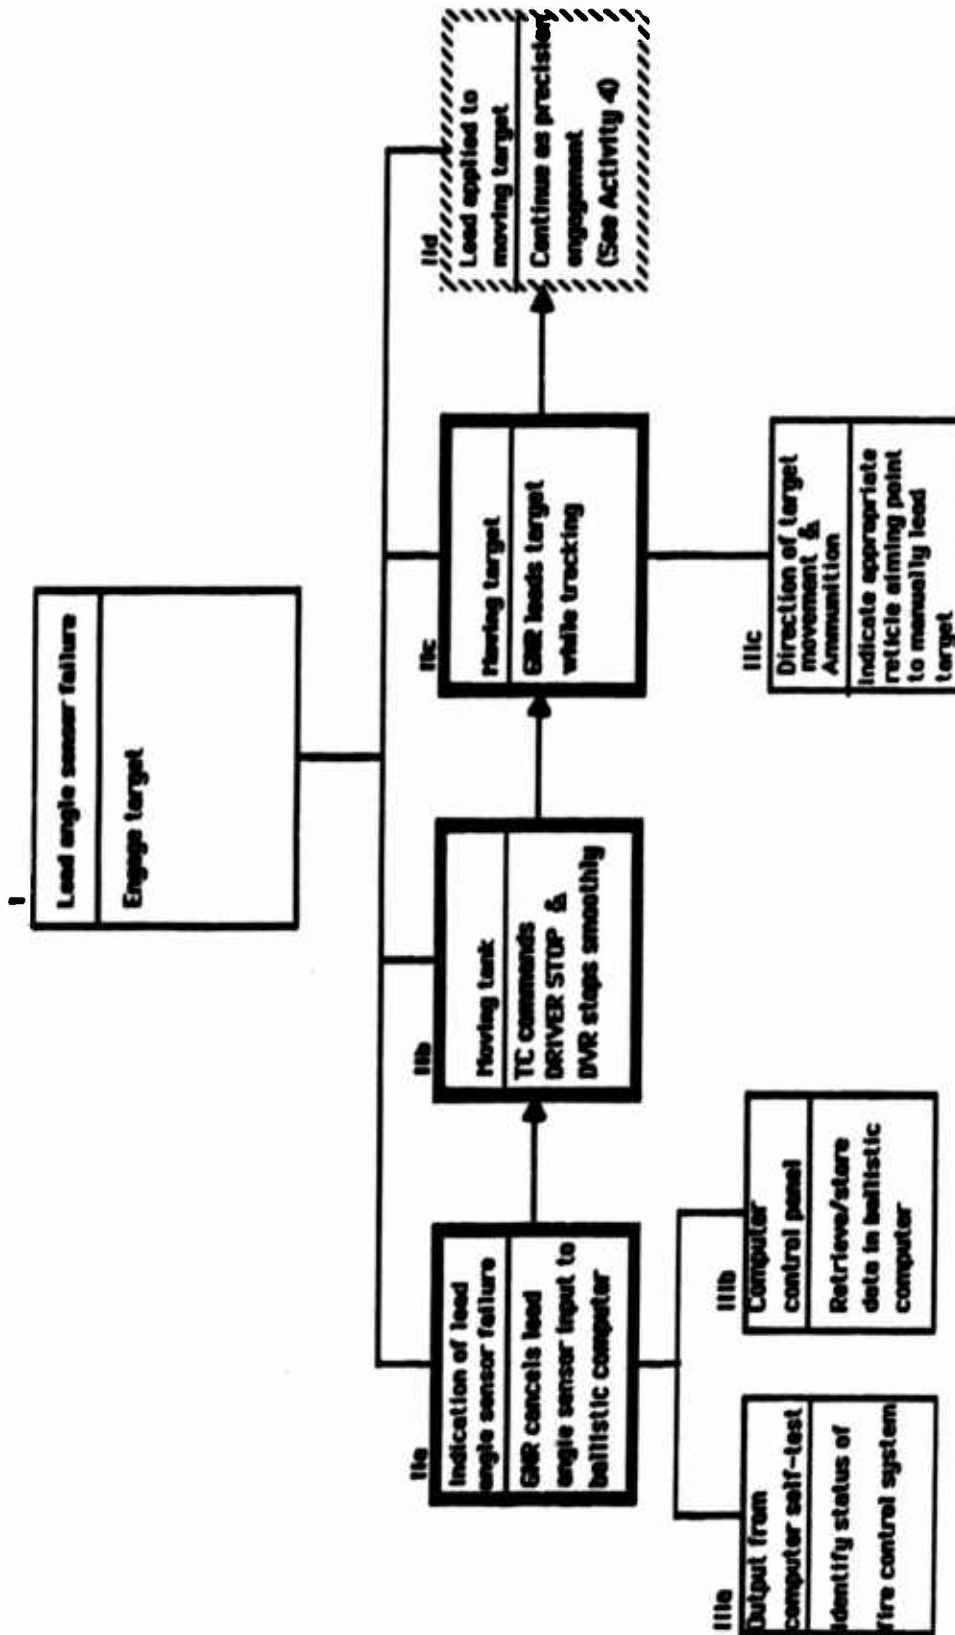 I
Lead angle sensor failure
Engage target
IIa
Indication of lead
angle sensor failure
GNR cancels lead
angle sensor input to
ballistic computer
IIb
Moving tank
TC commands
DRIVER STOP &
DVR stops smoothly
IIc
Moving target
GNR leads target
while tracking
IId
Lead applied to
moving target
Continue as precision
engagement
(See Activity 4)
IIIa
Output from
computer self-test
Identify status of
fire control system
IIIb
Computer
control panel
Retrieve/store
data in ballistic
computer
IIIc
Direction of target
movement &
Ammunition
Indicate appropriate
reticle aiming point
to manually lead
target